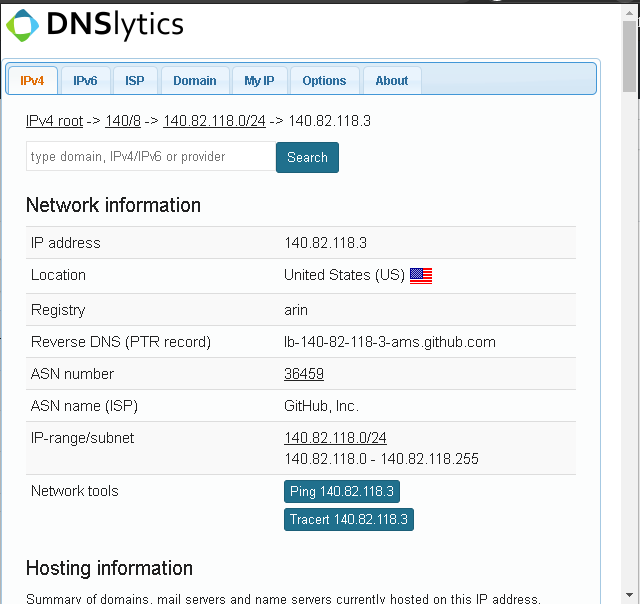 DNSlytics
IPv4 IPv6 ISP Domain My IP Options About
IPv4 root -> 140/8 -> 140.82.118.0/24 -> 140.82.118.3
type domain, IPv4/IPv6 or provider Search
Network information
IP address 140.82.118.3
Location United States (US)
Registry arin
Reverse DNS (PTR record) lb-140-82-118-3-ams.github.com
ASN number 36459
ASN name (ISP) GitHub, Inc.
IP-range/subnet 140.82.118.0/24
140.82.118.0 - 140.82.118.255
Network tools Ping 140.82.118.3
Tracert 140.82.118.3
Hosting information
Summary of domains, mail servers and name servers currently hosted on this IP address.